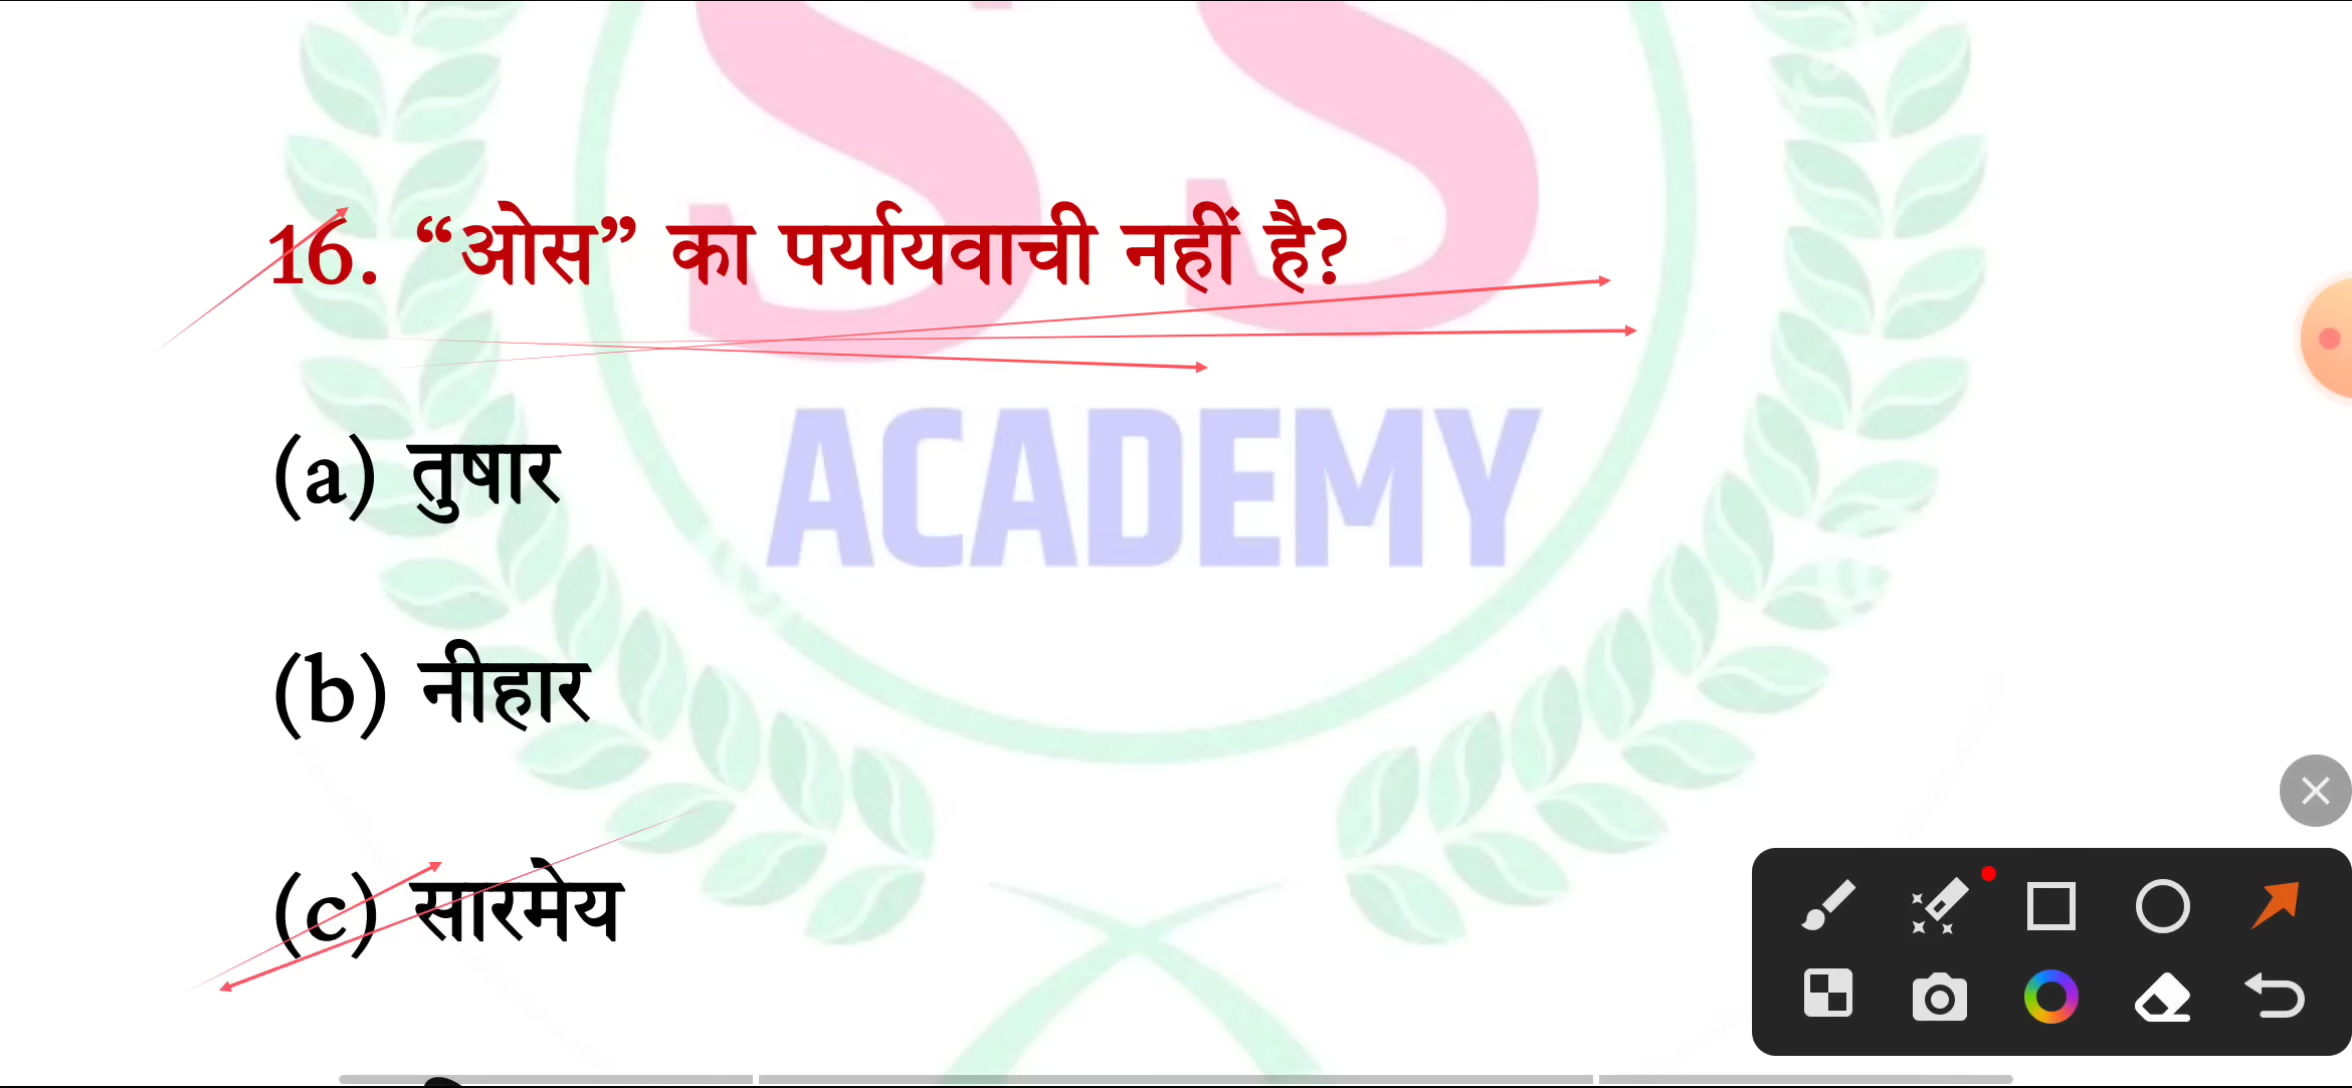 S S
16. “ओस” का पर्यायवाची नहीं है?
ACADEMY
(a) तुषार
(b) नीहार
(c) सारमेय